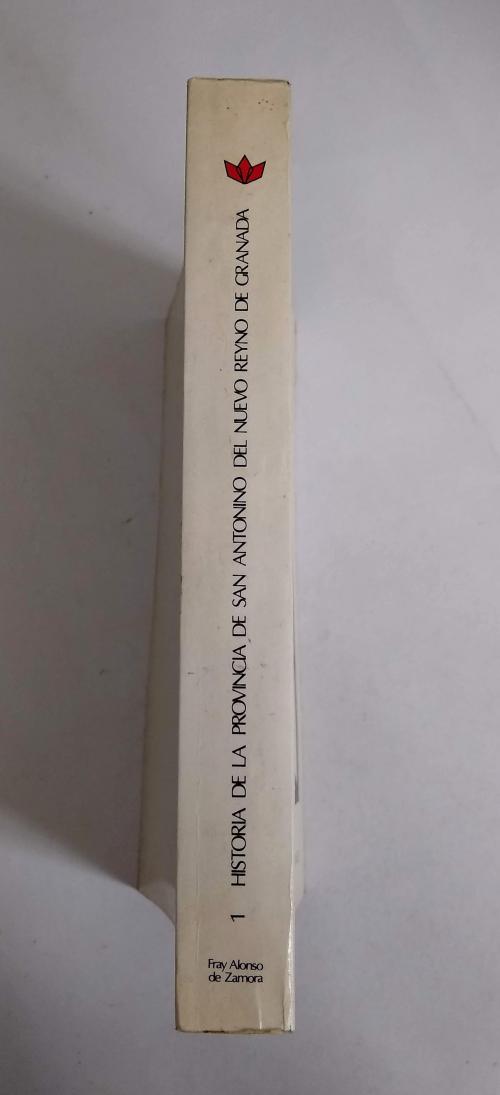 1 HISTORIA DE LA PROVINCIA DE SAN ANTONINO DEL NUEVO REYNO DE GRANADA
Fray Alonso
de Zamora